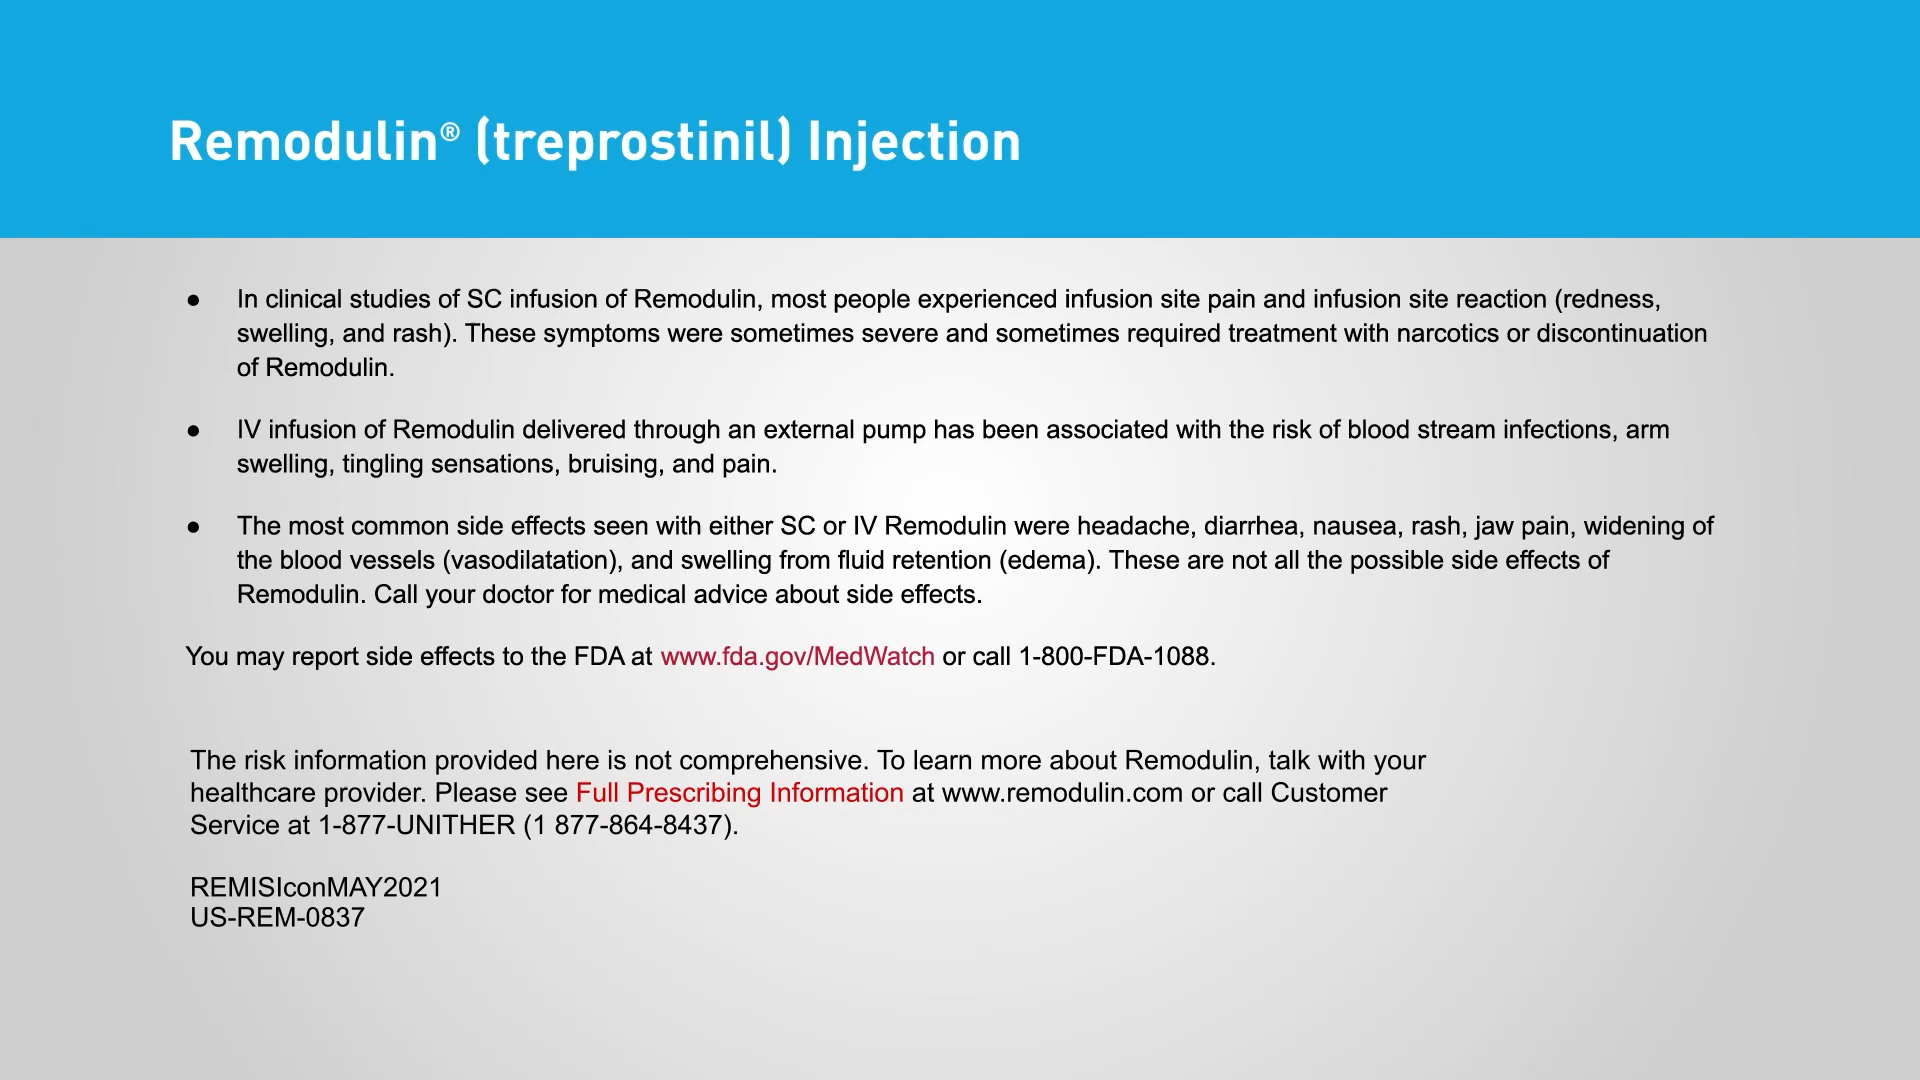 Remodulin® (treprostinil) Injection
● In clinical studies of SC infusion of Remodulin, most people experienced infusion site pain and infusion site reaction (redness,
swelling, and rash). These symptoms were sometimes severe and sometimes required treatment with narcotics or discontinuation
of Remodulin.
● IV infusion of Remodulin delivered through an external pump has been associated with the risk of blood stream infections, arm
swelling, tingling sensations, bruising, and pain.
● The most common side effects seen with either SC or IV Remodulin were headache, diarrhea, nausea, rash, jaw pain, widening of
the blood vessels (vasodilatation), and swelling from fluid retention (edema). These are not all the possible side effects of
Remodulin. Call your doctor for medical advice about side effects.
You may report side effects to the FDA at www.fda.gov/MedWatch or call 1-800-FDA-1088.
The risk information provided here is not comprehensive. To learn more about Remodulin, talk with your
healthcare provider. Please see Full Prescribing Information at www.remodulin.com or call Customer
Service at 1-877-UNITHER (1 877-864-8437).
REMISIconMAY2021
US-REM-0837